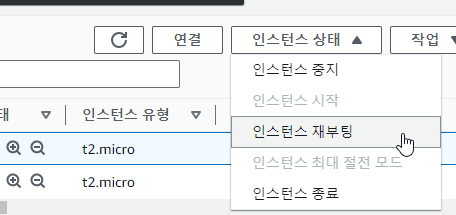 연결 인스턴스 상태 ▲ 작업
인스턴스 중지
인스턴스 시작
태 인스턴스 유형
인스턴스 재부팅
t2.micro
인스턴스 최대 절전 모드
t2.micro
인스턴스 종료